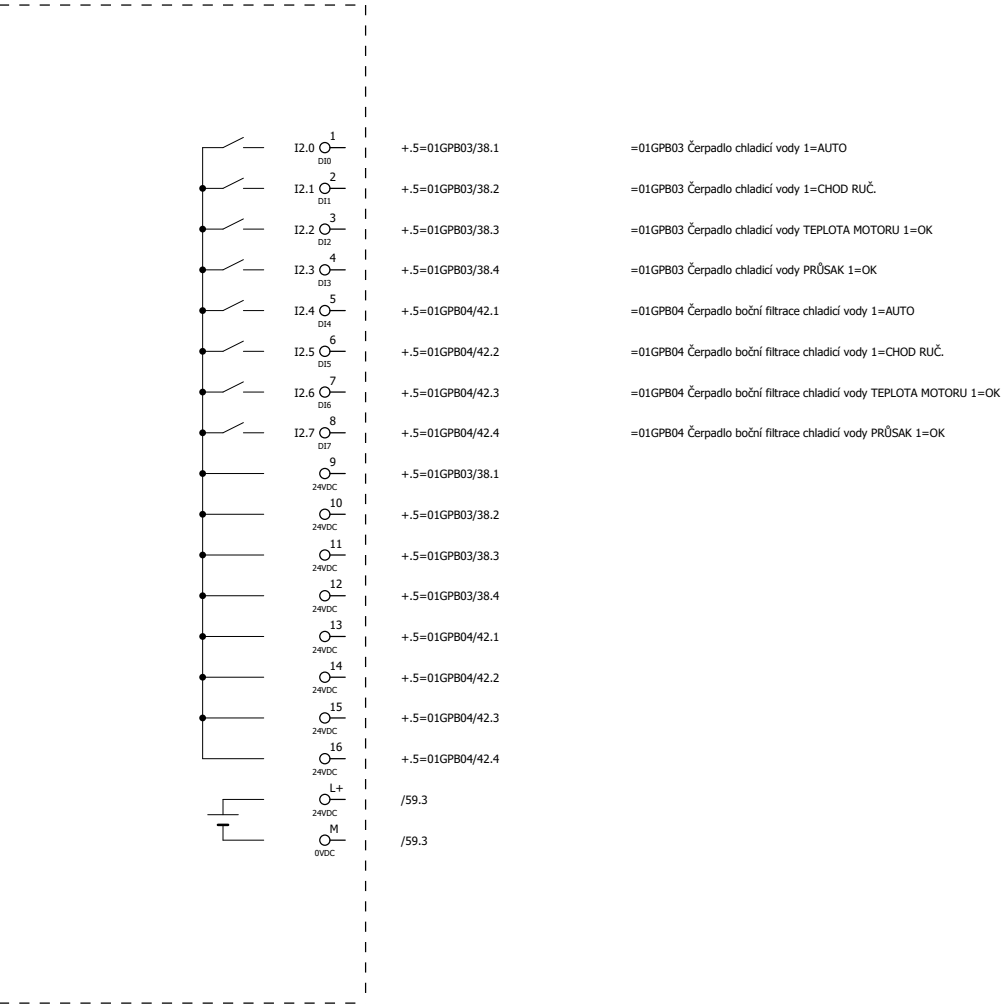 1
I2.0 +.5=01GPB03/38.1 =01GPB03 Čerpadlo chladicí vody 1=AUTO
DI0
2
I2.1 +.5=01GPB03/38.2 =01GPB03 Čerpadlo chladicí vody 1=CHOD RUČ.
DI1
3
I2.2 +.5=01GPB03/38.3 =01GPB03 Čerpadlo chladicí vody TEPLOTA MOTORU 1=OK
DI2
4
I2.3 +.5=01GPB03/38.4 =01GPB03 Čerpadlo chladicí vody PRŮSAK 1=OK
DI3
5
I2.4 +.5=01GPB04/42.1 =01GPB04 Čerpadlo boční filtrace chladicí vody 1=AUTO
DI4
6
I2.5 +.5=01GPB04/42.2 =01GPB04 Čerpadlo boční filtrace chladicí vody 1=CHOD RUČ.
DI5
7
I2.6 +.5=01GPB04/42.3 =01GPB04 Čerpadlo boční filtrace chladicí vody TEPLOTA MOTORU 1=OK
DI6
8
I2.7 +.5=01GPB04/42.4 =01GPB04 Čerpadlo boční filtrace chladicí vody PRŮSAK 1=OK
DI7
9
+.5=01GPB03/38.1
24VDC
10
+.5=01GPB03/38.2
24VDC
11
+.5=01GPB03/38.3
24VDC
12
+.5=01GPB03/38.4
24VDC
13
+.5=01GPB04/42.1
24VDC
14
+.5=01GPB04/42.2
24VDC
15
+.5=01GPB04/42.3
24VDC
16
+.5=01GPB04/42.4
24VDC
L+
/59.3
24VDC
M
/59.3
0VDC